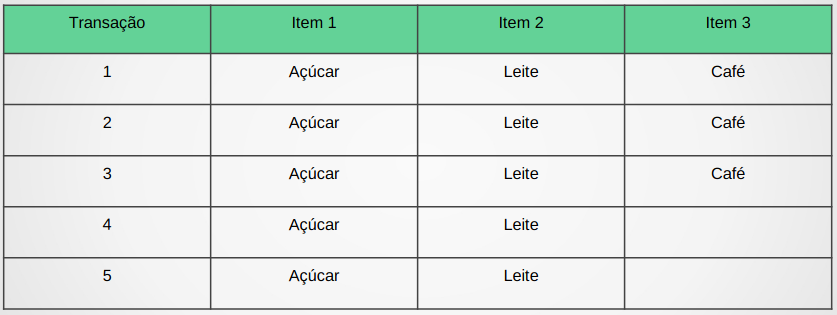 Transação Item 1 Item 2 Item 3
1 Açúcar Leite Café
2 Açúcar Leite Café
3 Açúcar Leite Café
4 Açúcar Leite
5 Açúcar Leite